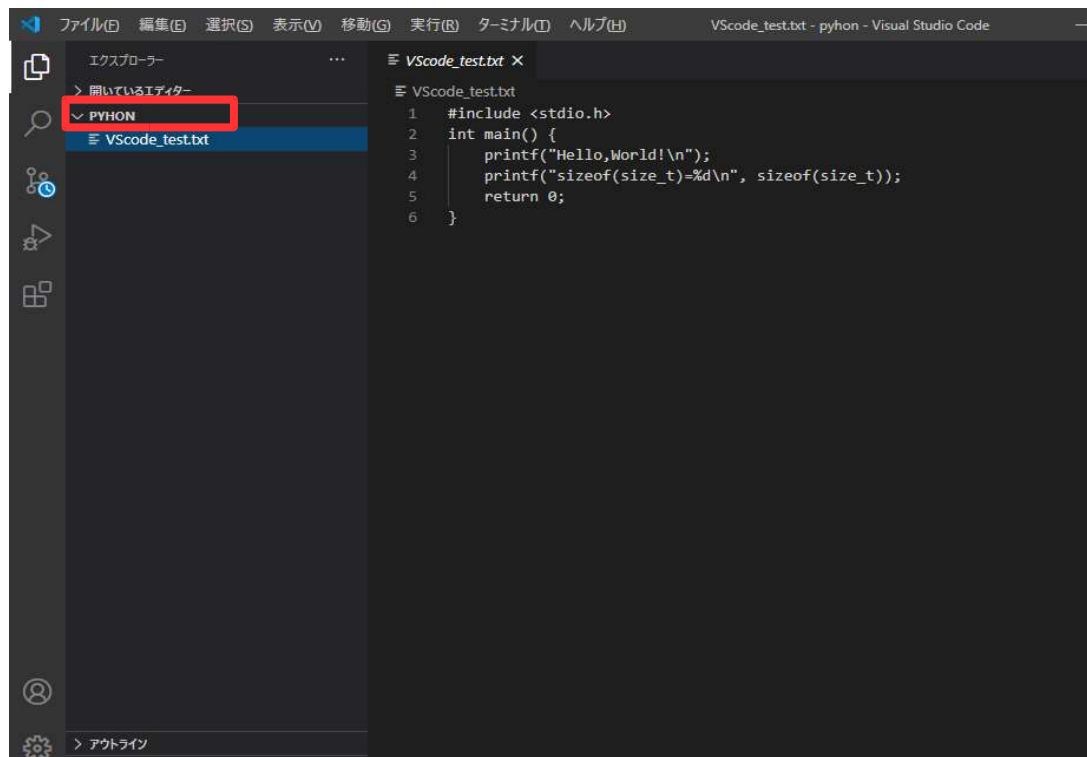 ファイル(F) 編集(E) 選択(S) 表示(V) 移動(G) 実行(R) ターミナル(T) ヘルプ(H) VScode_test.txt - pyhon - Visual Studio Code
エクスプローラー ···
VScode_test.txt ×
> 開いているエディター
VScode_test.txt
PYHON
VScode_test.txt
1 #include <stdio.h>
2 int main() {
3 printf("Hello,World!\n");
4 printf("sizeof(size_t)=%d\n", sizeof(size_t));
5 return 0;
6 }
> アウトライン